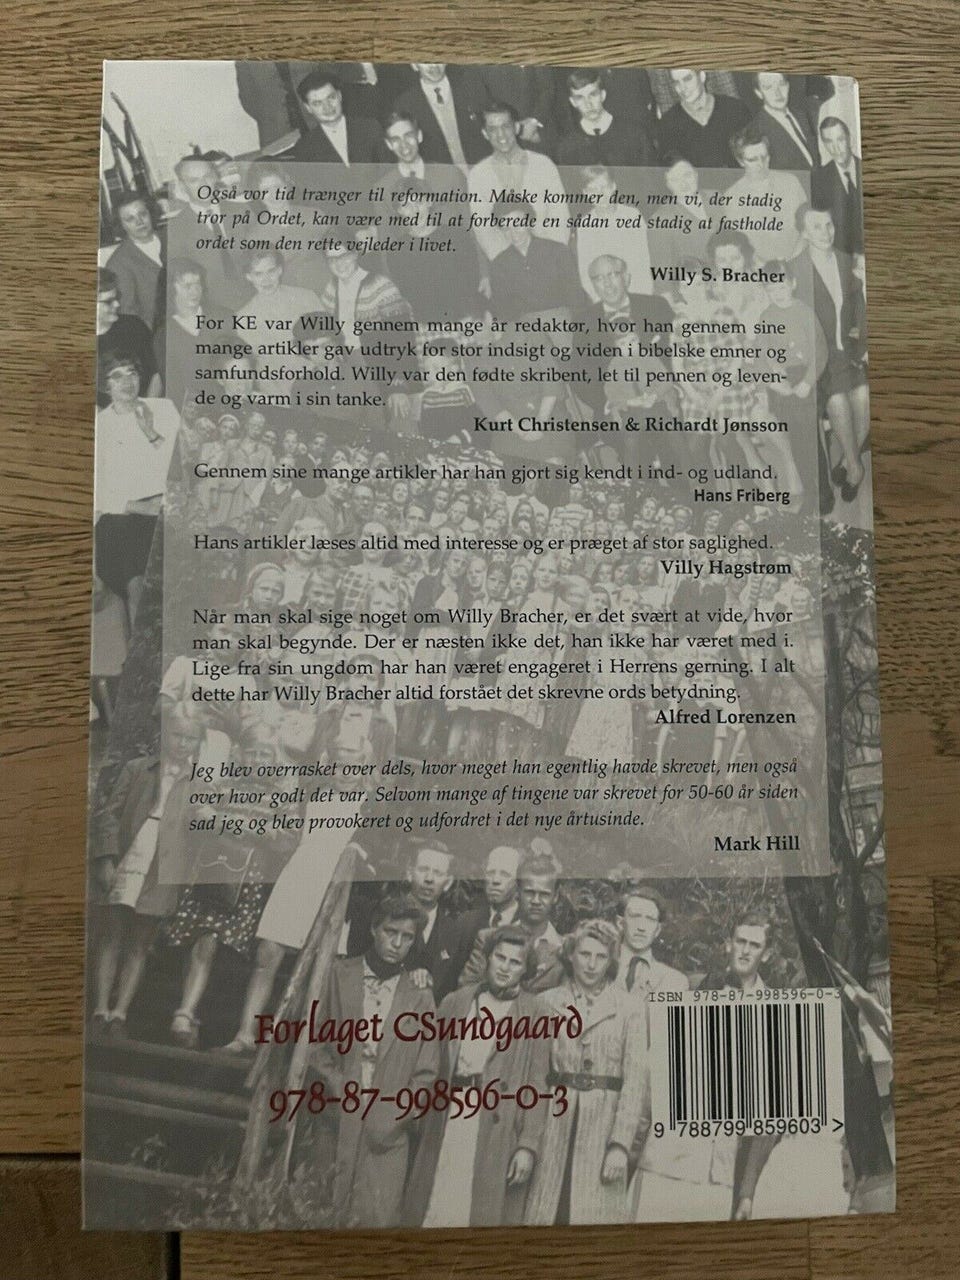 Også vor tid trænger til reformation. Måske kommer den, men vi, der stadig
tror på Ordet, kan være med til at forberede en sådan ved stadig at fastholde
ordet som den rette vejleder i livet.
Willy S. Bracher
For KE var Willy gennem mange år redaktør, hvor han gennem sine
mange artikler gav udtryk for stor indsigt og viden i bibelske emner og
samfundsforhold. Willy var den fødte skribent, let til pennen og leven-
de og varm i sin tanke.
Kurt Christensen & Richardt Jønsson
Gennem sine mange artikler har han gjort sig kendt i ind- og udland.
Hans Friberg
Hans artikler læses altid med interesse og er præget af stor saglighed.
Villy Hagstrøm
Når man skal sige noget om Willy Bracher, er det svært at vide, hvor
man skal begynde. Der er næsten ikke det, han ikke har været med i.
Lige fra sin ungdom har han været engageret i Herrens gerning. I alt
dette har Willy Bracher altid forstået det skrevne ords betydning.
Alfred Lorenzen
Jeg blev overrasket over dels, hvor meget han egentlig havde skrevet, men også
over hvor godt det var. Selvom mange af tingene var skrevet for 50-60 år siden
sad jeg og blev provokeret og udfordret i det nye årtusinde.
Mark Hill
ISBN 978-87-998596-0-3
Forlaget CSundgaard
978-87-998596-0-3
9 788799 859603 >